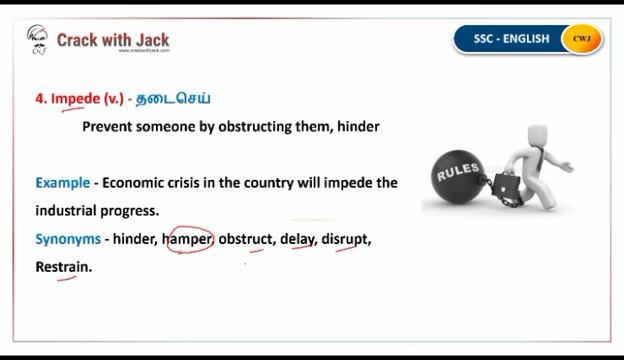 Crack with Jack
www.crackwithjack.com
SSC - ENGLISH
CWJ
4. Impede (v.) - தடைசெய்
Prevent someone by obstructing them, hinder
RULES
Example - Economic crisis in the country will impede the
industrial progress.
Synonyms - hinder, hamper, obstruct, delay, disrupt,
Restrain.